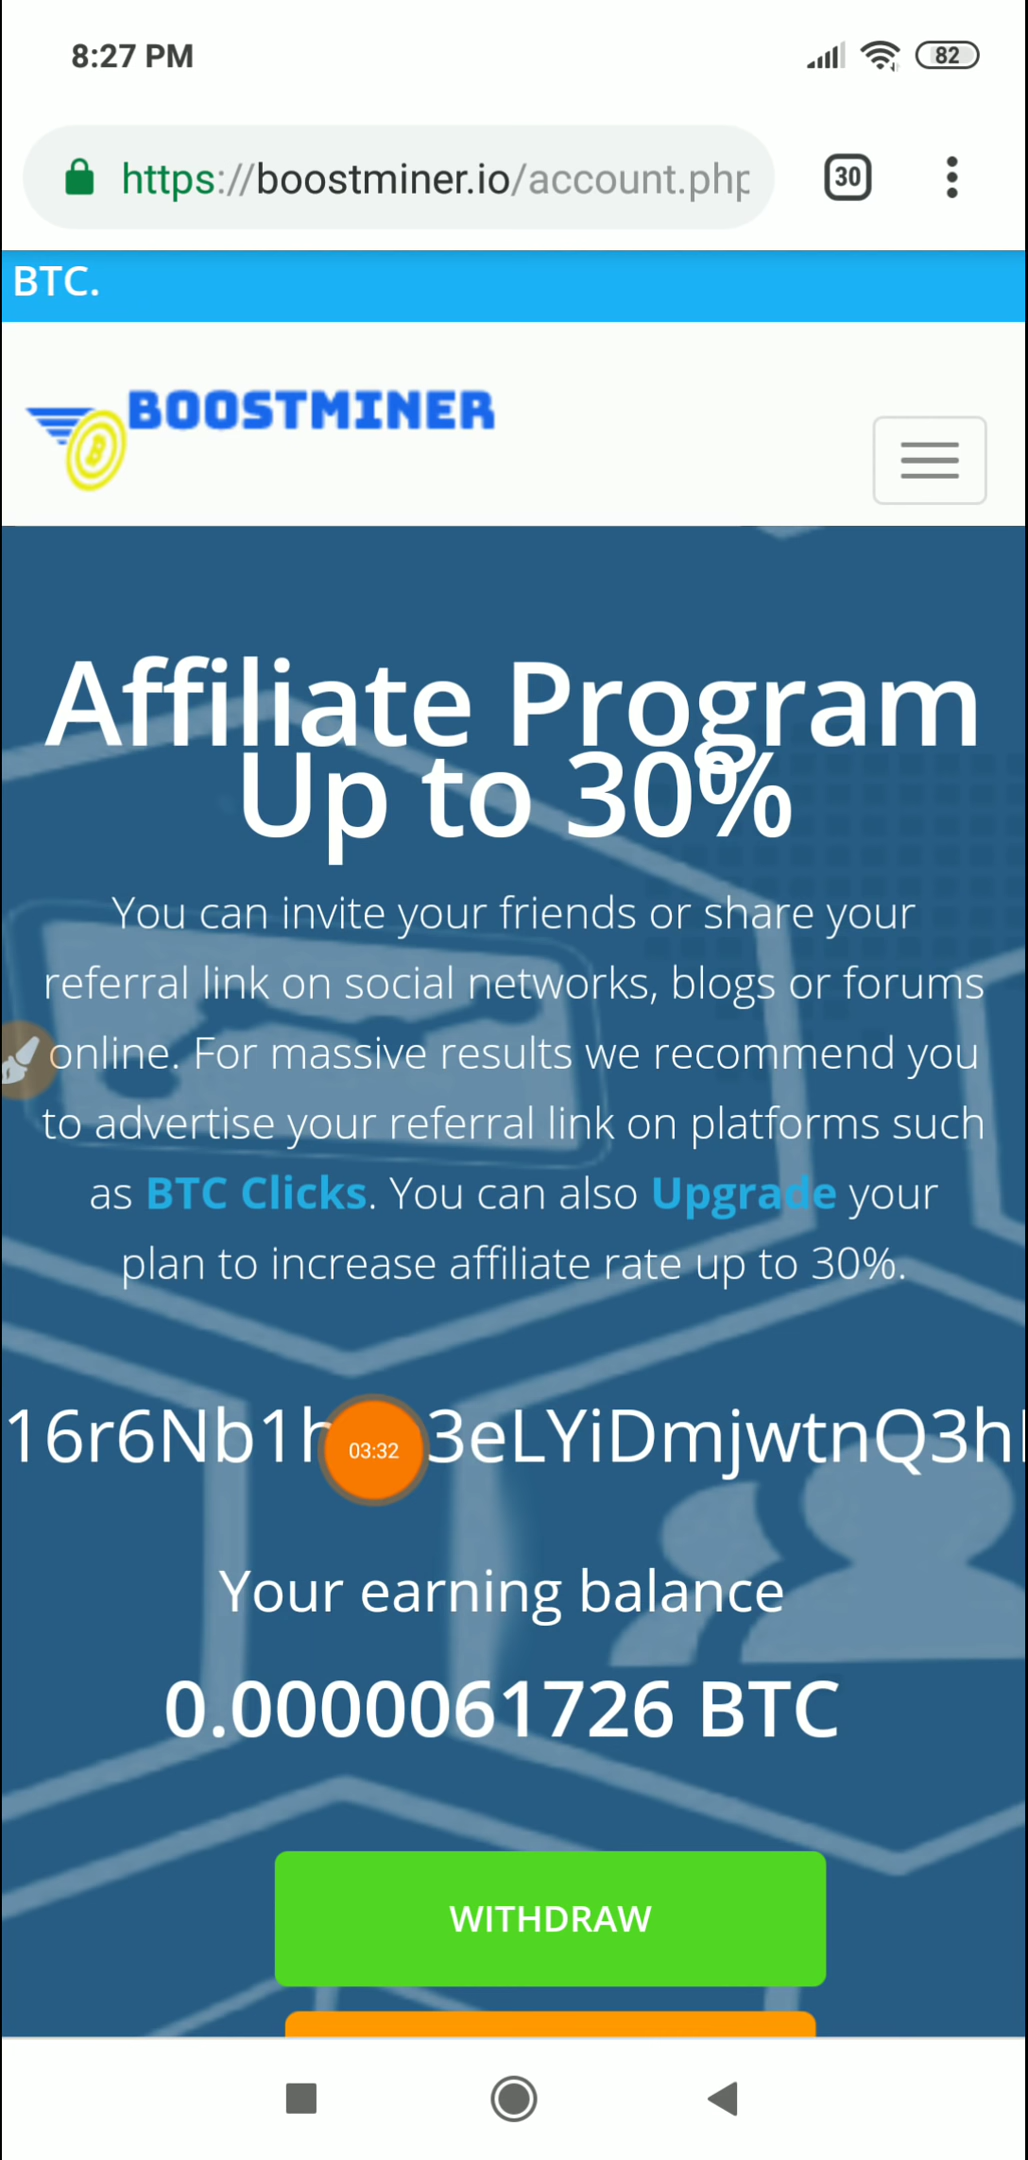 8:27 PM
82
https://boostminer.io/account.php
30
BTC.
BOOSTMINER
Affiliate Program
Up to 30%
You can invite your friends or share your
referral link on social networks, blogs or forums
online. For massive results we recommend you
to advertise your referral link on platforms such
as BTC Clicks. You can also Upgrade your
plan to increase affiliate rate up to 30%.
16r6Nb1h 3eLYiDmjwtnQ3h
03:32
Your earning balance
0.0000061726 BTC
WITHDRAW